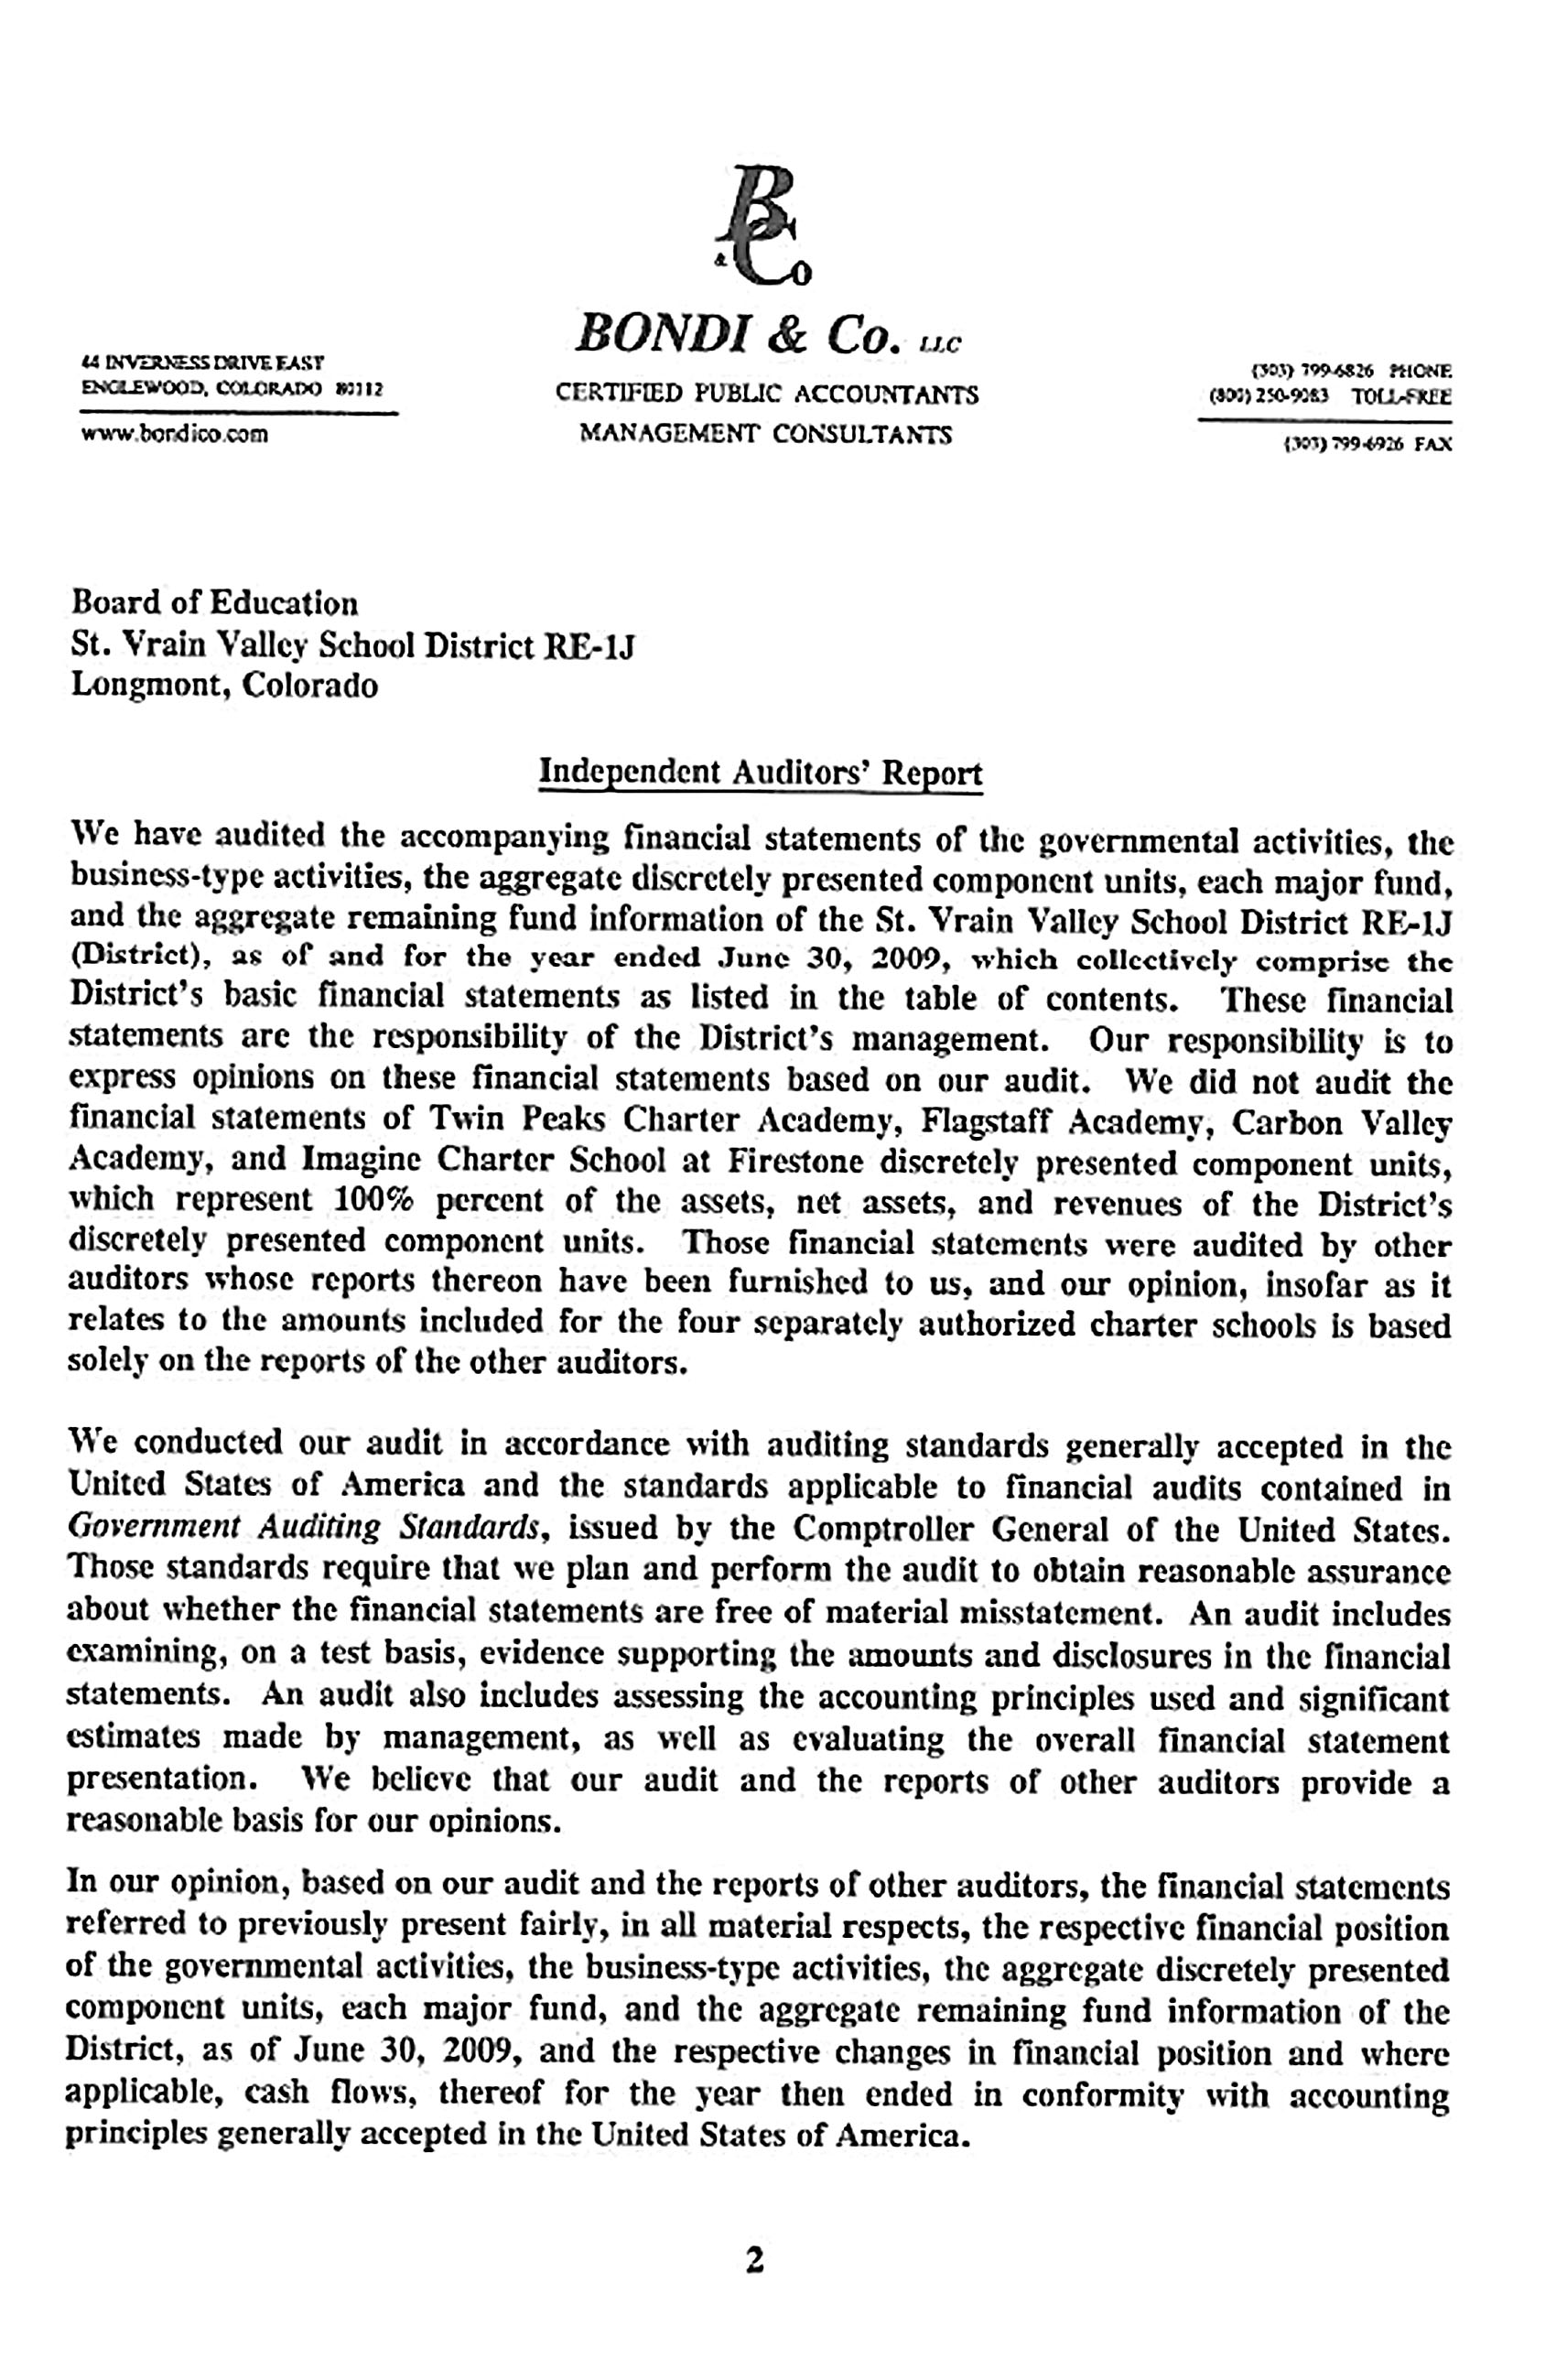 B
& Co
BONDI & Co. LLC
44 INVERNESS DRIVE EAST
ENGLEWOOD, COLORADO 80112
www.bondico.com
CERTIFIED PUBLIC ACCOUNTANTS
MANAGEMENT CONSULTANTS
(303) 799-6826 PHONE
(800) 250-9083 TOLL-FREE
(303) 799-6926 FAX
Board of Education
St. Vrain Valley School District RE-1J
Longmont, Colorado
Independent Auditors' Report
We have audited the accompanying financial statements of the governmental activities, the
business-type activities, the aggregate discretely presented component units, each major fund,
and the aggregate remaining fund information of the St. Vrain Valley School District RE-1J
(District), as of and for the year ended June 30, 2009, which collectively comprise the
District's basic financial statements as listed in the table of contents. These financial
statements are the responsibility of the District's management. Our responsibility is to
express opinions on these financial statements based on our audit. We did not audit the
financial statements of Twin Peaks Charter Academy, Flagstaff Academy, Carbon Valley
Academy, and Imagine Charter School at Firestone discretely presented component units,
which represent 100% percent of the assets, net assets, and revenues of the District's
discretely presented component units. Those financial statements were audited by other
auditors whose reports thereon have been furnished to us, and our opinion, insofar as it
relates to the amounts included for the four separately authorized charter schools is based
solely on the reports of the other auditors.
We conducted our audit in accordance with auditing standards generally accepted in the
United States of America and the standards applicable to financial audits contained in
Government Auditing Standards, issued by the Comptroller General of the United States.
Those standards require that we plan and perform the audit to obtain reasonable assurance
about whether the financial statements are free of material misstatement. An audit includes
examining, on a test basis, evidence supporting the amounts and disclosures in the financial
statements. An audit also includes assessing the accounting principles used and significant
estimates made by management, as well as evaluating the overall financial statement
presentation. We believe that our audit and the reports of other auditors provide a
reasonable basis for our opinions.
In our opinion, based on our audit and the reports of other auditors, the financial statements
referred to previously present fairly, in all material respects, the respective financial position
of the governmental activities, the business-type activities, the aggregate discretely presented
component units, each major fund, and the aggregate remaining fund information of the
District, as of June 30, 2009, and the respective changes in financial position and where
applicable, cash flows, thereof for the year then ended in conformity with accounting
principles generally accepted in the United States of America.
2